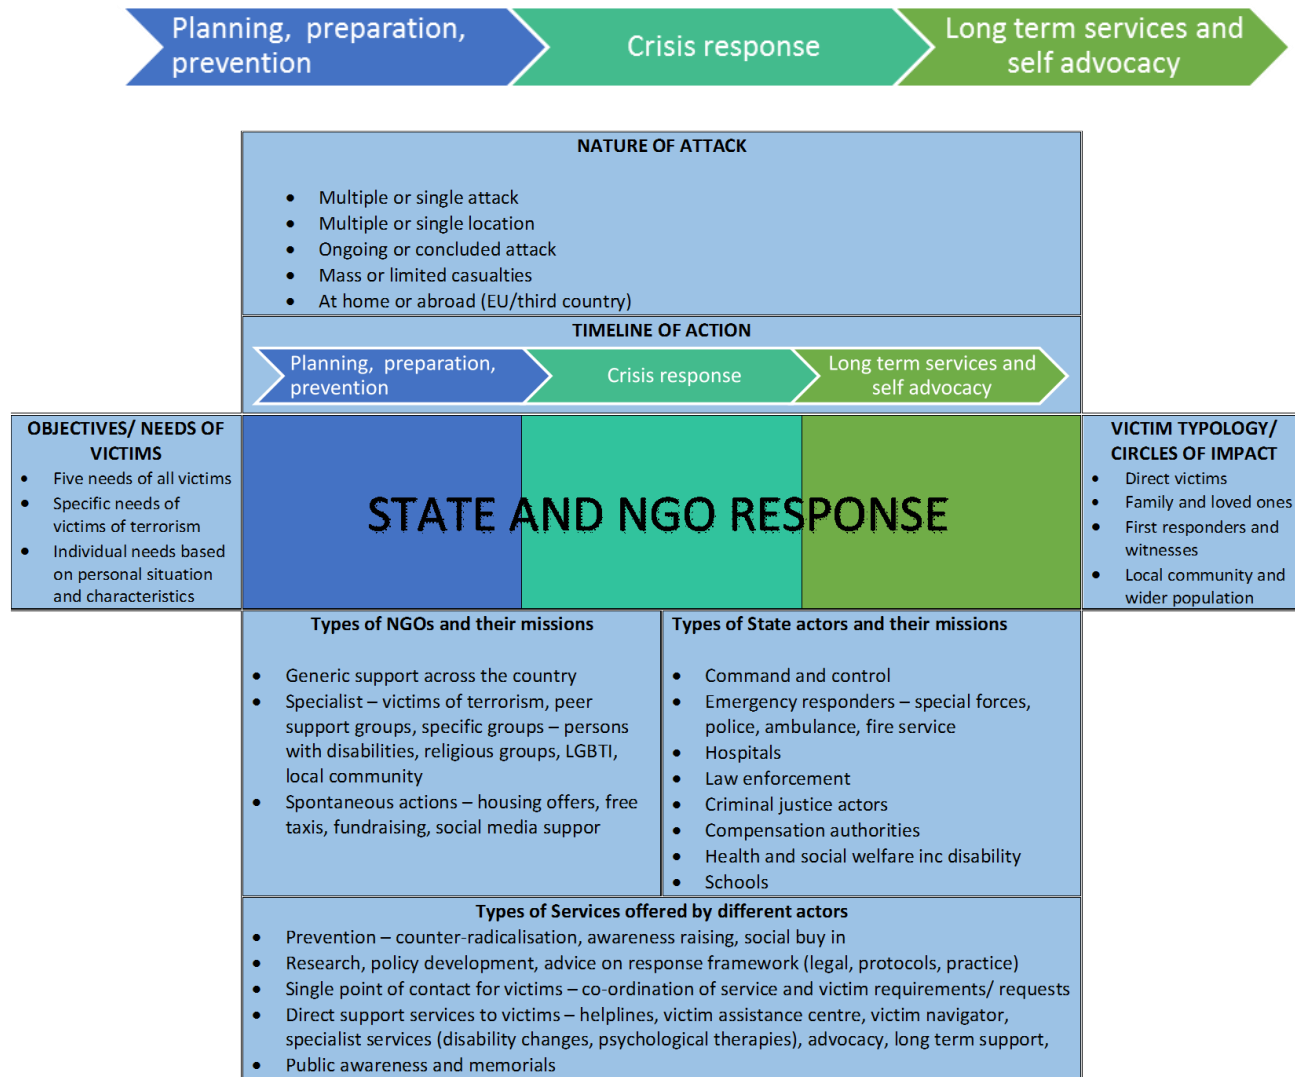 Planning,  preparation,
prevention
Crisis response
Long term services and
self advocacy
NATURE OF ATTACK
• Multiple or single attack
• Multiple or single location
• Ongoing or concluded attack
• Mass or limited casualties
• At home or abroad (EU/third country)
TIMELINE OF ACTION
Planning,  preparation,
prevention
Crisis response
Long term services and
self advocacy
OBJECTIVES/ NEEDS OF
VICTIMS
• Five needs of all victims
• Specific needs of
victims of terrorism
• Individual needs based
on personal situation
and characteristics
STATE AND NGO RESPONSE
VICTIM TYPOLOGY/
CIRCLES OF IMPACT
• Direct victims
• Family and loved ones
• First responders and
witnesses
• Local community and
wider population
Types of NGOs and their missions
• Generic support across the country
• Specialist – victims of terrorism, peer
support groups, specific groups – persons
with disabilities, religious groups, LGBTI,
local community
• Spontaneous actions – housing offers, free
taxis, fundraising, social media suppor
Types of State actors and their missions
• Command and control
• Emergency responders – special forces,
police, ambulance, fire service
• Hospitals
• Law enforcement
• Criminal justice actors
• Compensation authorities
• Health and social welfare inc disability
• Schools
Types of Services offered by different actors
• Prevention – counter-radicalisation, awareness raising, social buy in
• Research, policy development, advice on response framework (legal, protocols, practice)
• Single point of contact for victims – co-ordination of service and victim requirements/ requests
• Direct support services to victims – helplines, victim assistance centre, victim navigator,
specialist services (disability changes, psychological therapies), advocacy, long term support,
• Public awareness and memorials